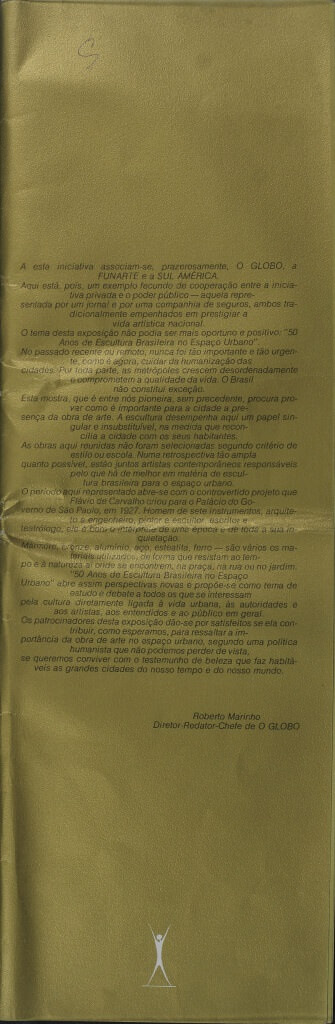 A esta iniciativa associam-se, prazerosamente, O GLOBO, a
FUNARTE e a SUL AMÉRICA.
Aqui está, pois, um exemplo fecundo de cooperação entre a inicia-
tiva privada e o poder público — aquela repre-
sentada por um jornal e por uma companhia de seguros, ambos tra-
dicionalmente empenhados em prestigiar a
vida artística nacional.
O tema desta exposição não podia ser mais oportuno e positivo: "50
Anos de Escultura Brasileira no Espaço Urbano".
No passado recente ou remoto, nunca foi tão importante e tão urgen-
te, como é agora, cuidar da humanização das
cidades. Por toda parte, as metrópoles crescem desordenadamente
e comprometem a qualidade da vida. O Brasil
não constitui exceção.
Esta mostra, que é entre nós pioneira, sem precedente, procura pro-
var como é importante para a cidade a pre-
sença da obra de arte. A escultura desempenha aqui um papel sin-
gular e insubstituível, na medida que recon-
cilia a cidade com os seus habitantes.
As obras aqui reunidas não foram selecionadas segundo critério de
estilo ou escola. Numa retrospectiva tão ampla
quanto possível, estão juntos artistas contemporâneos responsáveis
pelo que há de melhor em matéria de escul-
tura brasileira para o espaço urbano.
O período aqui representado abre-se com o controvertido projeto que
Flávio de Carvalho criou para o Palácio do Go-
verno de São Paulo, em 1927. Homem de sete instrumentos, arquite-
to e engenheiro, pintor e escultor, escritor e
teatrólogo, ele é bem o intérprete de uma época e de toda a sua in-
quietação.
Mármore, bronze, alumínio, aço, esteatita, ferro — são vários os ma-
teriais utilizados, de forma que resistam ao tem-
po e à natureza aí onde se encontrem, na praça, na rua ou no jardim.
"50 Anos de Escultura Brasileira no Espaço
Urbano" abre assim perspectivas novas e propõe-se como tema de
estudo e debate a todos os que se interessam
pela cultura diretamente ligada à vida urbana, às autoridades e
aos artistas, aos entendidos e ao público em geral.
Os patrocinadores desta exposição dão-se por satisfeitos se ela con-
tribuir, como esperamos, para ressaltar a im-
portância da obra de arte no espaço urbano, segundo uma política
humanista que não podemos perder de vista,
se queremos conviver com o testemunho de beleza que faz habitá-
veis as grandes cidades do nosso tempo e do nosso mundo.
Roberto Marinho
Diretor-Redator-Chefe de O GLOBO